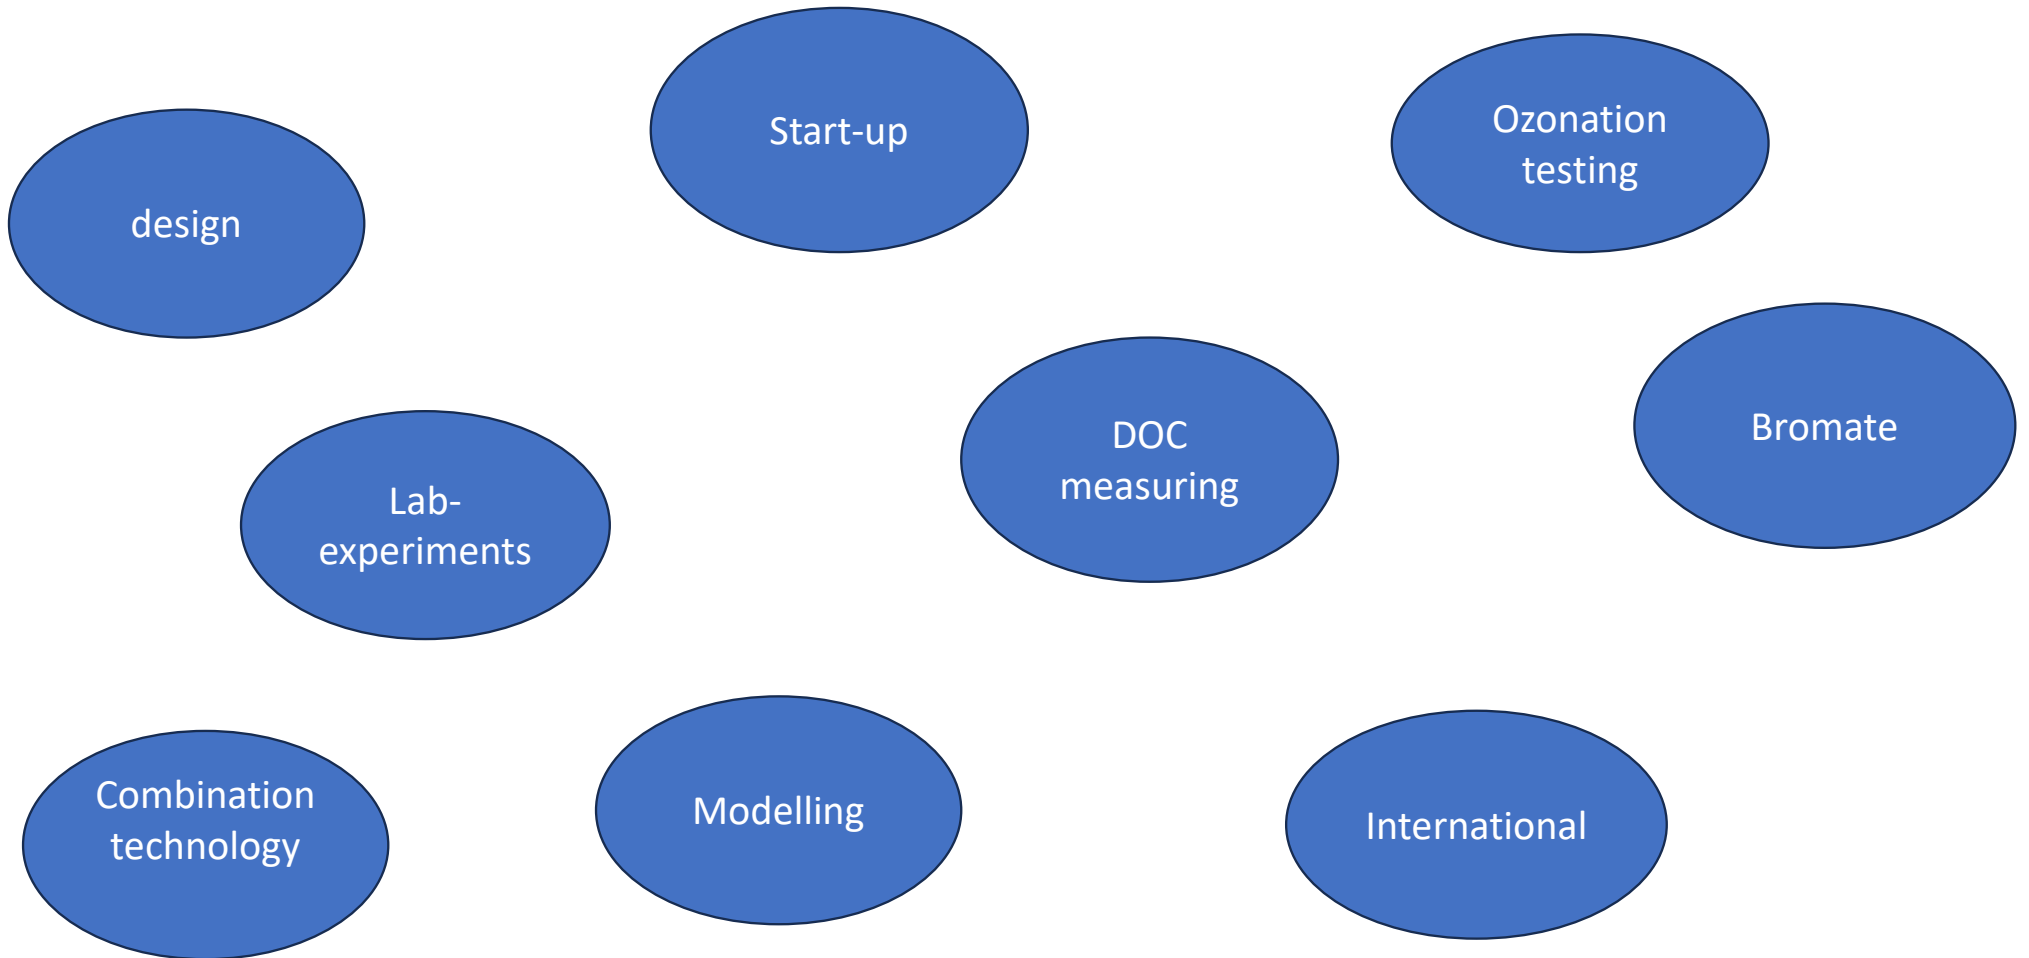 Start-up
Ozonation
testing
design
DOC
measuring
Bromate
Lab-
experiments
Combination
technology
Modelling
International